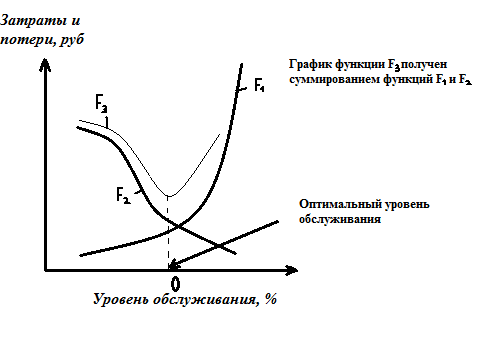 Затраты и
потери, руб
График функции F3 получен
суммированием функций F1 и F2
F3
F1
F2
Оптимальный уровень
обслуживания
0
Уровень обслуживания, %